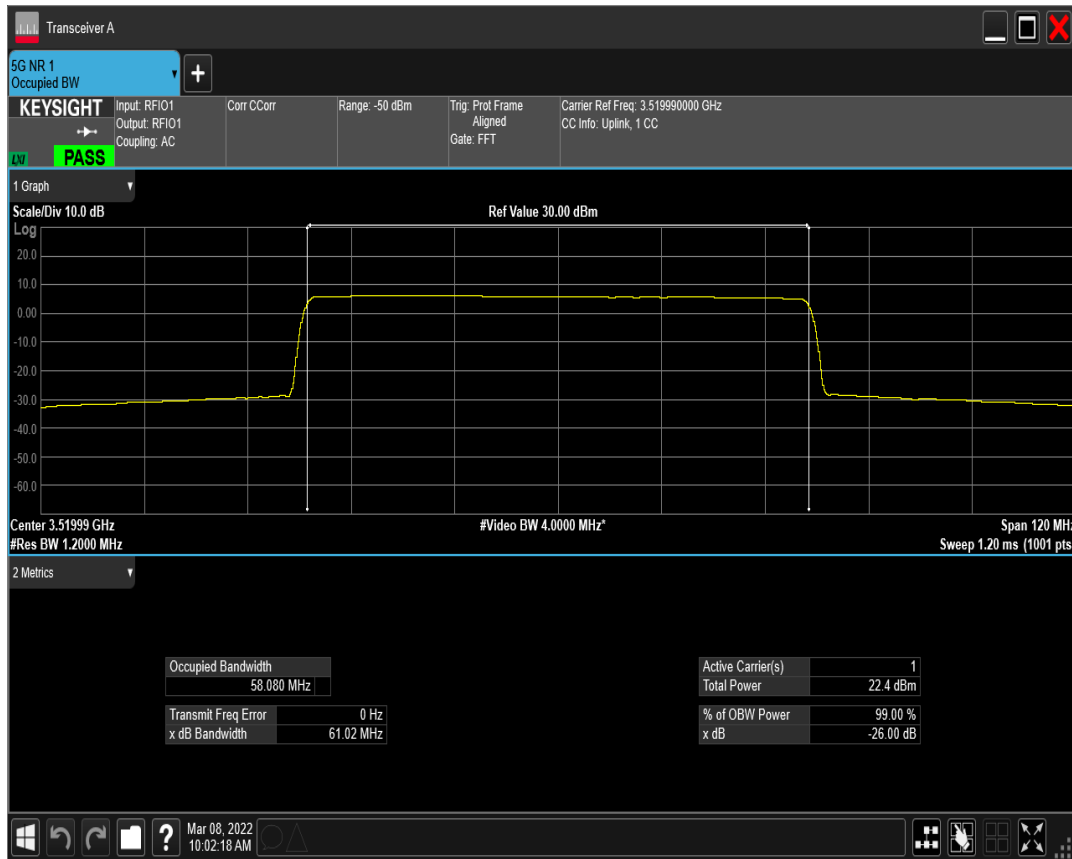 Transceiver A
5G NR 1
Occupied BW
+
KEYSIGHT
LXI
PASS
Input: RFIO1
Output: RFIO1
Coupling: AC
Corr CCorr
Range: -50 dBm
Trig: Prot Frame
Aligned
Gate: FFT
Carrier Ref Freq: 3.519990000 GHz
CC Info: Uplink, 1 CC
1 Graph
Scale/Div 10.0 dB
Ref Value 30.00 dBm
Log
20.0
10.0
0.00
-10.0
-20.0
-30.0
-40.0
-50.0
-60.0
Center 3.51999 GHz
#Video BW 4.0000 MHz*
Span 120 MHz
#Res BW 1.2000 MHz
Sweep 1.20 ms (1001 pts
2 Metrics
Occupied Bandwidth
58.080 MHz
Transmit Freq Error 0 Hz
x dB Bandwidth 61.02 MHz
Active Carrier(s) 1
Total Power 22.4 dBm
% of OBW Power 99.00 %
x dB -26.00 dB
?
Mar 08, 2022
10:02:18 AM